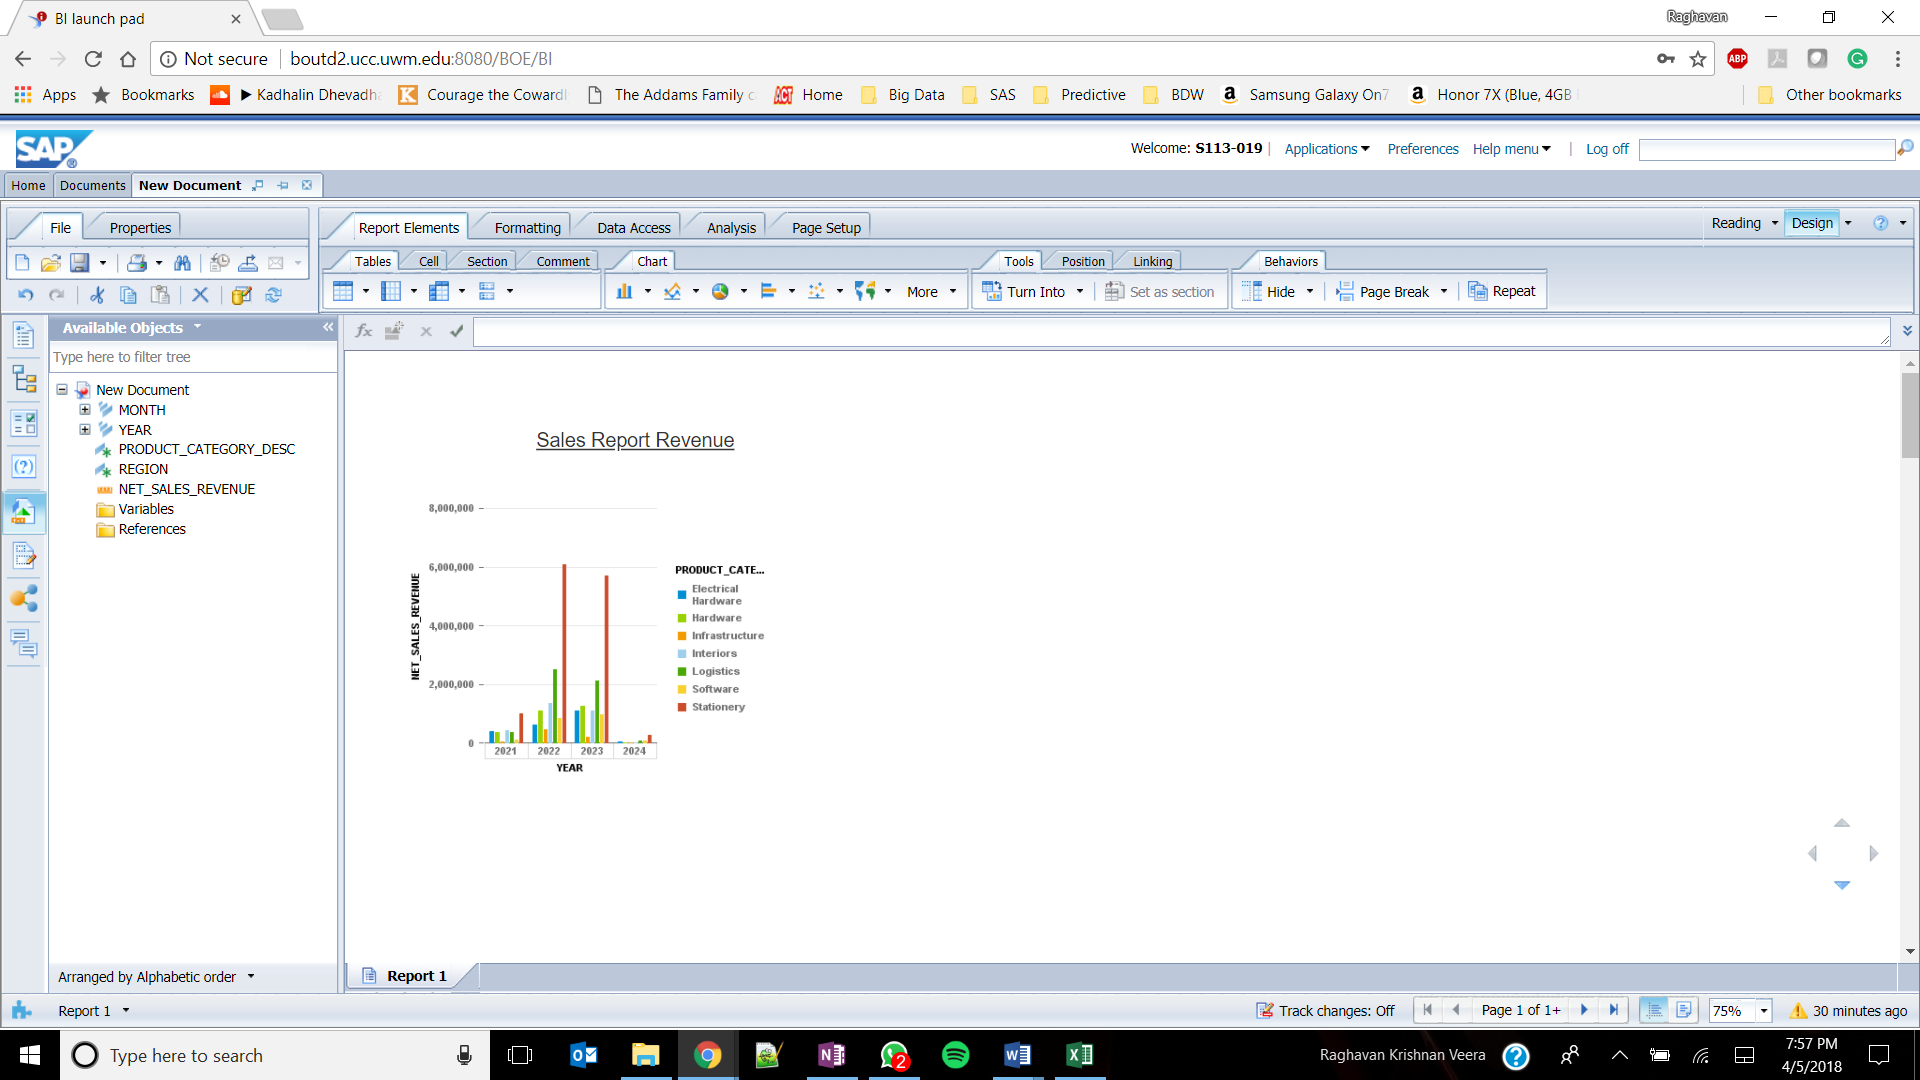 BI launch pad
Raghavan
Not secure boutd2.ucc.uwm.edu:8080/BOE/BI
ABP
Apps Bookmarks ▶ Kadhalin Dhevadha Courage the Cowardl The Addams Family c Home Big Data SAS Predictive BDW Samsung Galaxy On7 Honor 7X (Blue, 4GB Other bookmarks
SAP
Welcome: S113-019 Applications Preferences Help menu Log off
Home Documents New Document
File Properties Report Elements Formatting Data Access Analysis Page Setup Reading Design
Tables Cell Section Comment Chart Tools Position Linking Behaviors
More Turn Into Set as section Hide Page Break Repeat
Available Objects
Type here to filter tree
New Document
MONTH
YEAR
PRODUCT_CATEGORY_DESC
REGION
NET_SALES_REVENUE
Variables
References
Sales Report Revenue
8,000,000
6,000,000
4,000,000
2,000,000
0
NET_SALES_REVENUE
2021 2022 2023 2024
YEAR
PRODUCT_CATE...
Electrical
Hardware
Hardware
Infrastructure
Interiors
Logistics
Software
Stationery
Arranged by Alphabetic order
Report 1
Report 1 Track changes: Off Page 1 of 1+ 75% 30 minutes ago
Type here to search
2
Raghavan Krishnan Veera
7:57 PM
4/5/2018